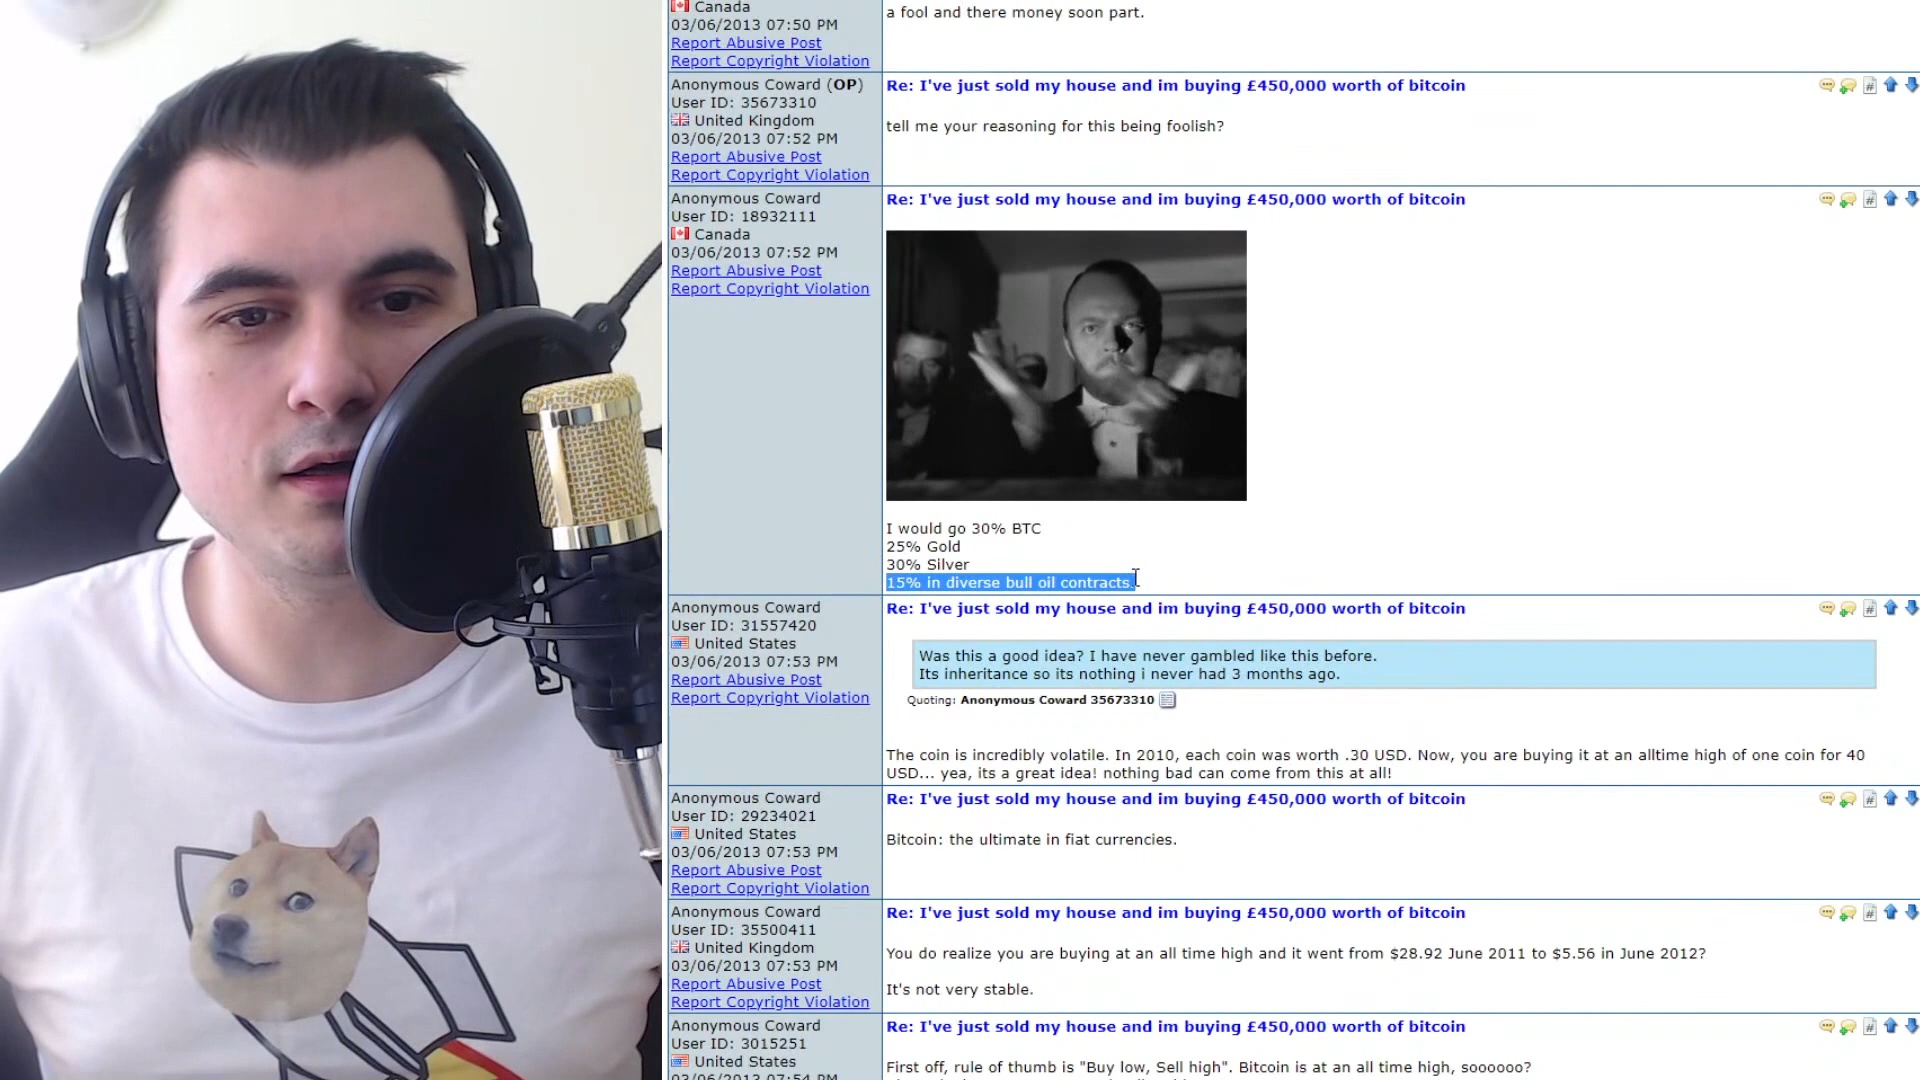 Canada
03/06/2013 07:50 PM
Report Abusive Post
Report Copyright Violation
a fool and there money soon part.
Anonymous Coward (OP)
User ID: 35673310
United Kingdom
03/06/2013 07:52 PM
Report Abusive Post
Report Copyright Violation
Re: I've just sold my house and im buying £450,000 worth of bitcoin
tell me your reasoning for this being foolish?
Anonymous Coward
User ID: 18932111
Canada
03/06/2013 07:52 PM
Report Abusive Post
Report Copyright Violation
Re: I've just sold my house and im buying £450,000 worth of bitcoin
I would go 30% BTC
25% Gold
30% Silver
15% in diverse bull oil contracts.
Anonymous Coward
User ID: 31557420
United States
03/06/2013 07:53 PM
Report Abusive Post
Report Copyright Violation
Re: I've just sold my house and im buying £450,000 worth of bitcoin
Was this a good idea? I have never gambled like this before.
Its inheritance so its nothing i never had 3 months ago.
Quoting: Anonymous Coward 35673310
The coin is incredibly volatile. In 2010, each coin was worth .30 USD. Now, you are buying it at an alltime high of one coin for 40
USD... yea, its a great idea! nothing bad can come from this at all!
Anonymous Coward
User ID: 29234021
United States
03/06/2013 07:53 PM
Report Abusive Post
Report Copyright Violation
Re: I've just sold my house and im buying £450,000 worth of bitcoin
Bitcoin: the ultimate in fiat currencies.
Anonymous Coward
User ID: 35500411
United Kingdom
03/06/2013 07:53 PM
Report Abusive Post
Report Copyright Violation
Re: I've just sold my house and im buying £450,000 worth of bitcoin
You do realize you are buying at an all time high and it went from $28.92 June 2011 to $5.56 in June 2012?
It's not very stable.
Anonymous Coward
User ID: 3015251
United States
03/06/2013 07:54 PM
Re: I've just sold my house and im buying £450,000 worth of bitcoin
First off, rule of thumb is "Buy low, Sell high". Bitcoin is at an all time high, soooooo?